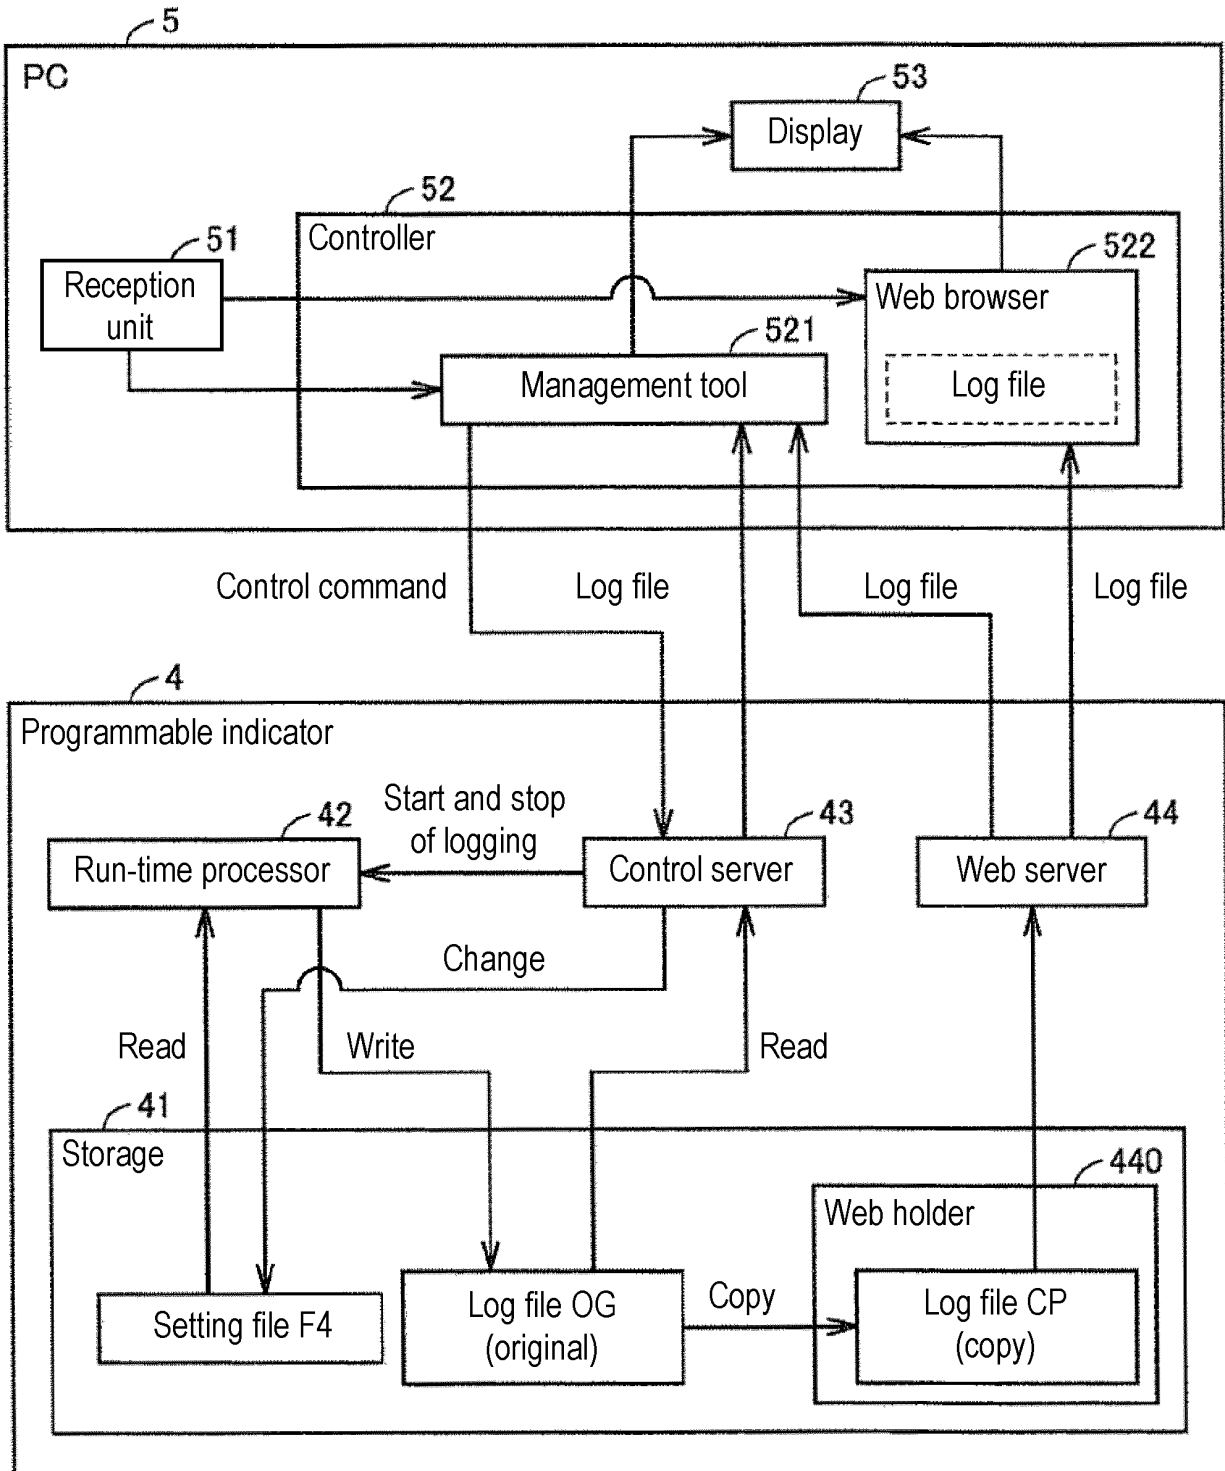 5
PC
53
Display
52
Controller
51
Reception
unit
522
Web browser
521
Management tool
Log file
Control command
Log file
Log file
Log file
4
Programmable indicator
Start and stop
of logging
42
43
44
Run-time processor
Control server
Web server
Change
Read
Write
Read
41
Storage
440
Web holder
Setting file F4
Log file OG
(original)
Copy
Log file CP
(copy)